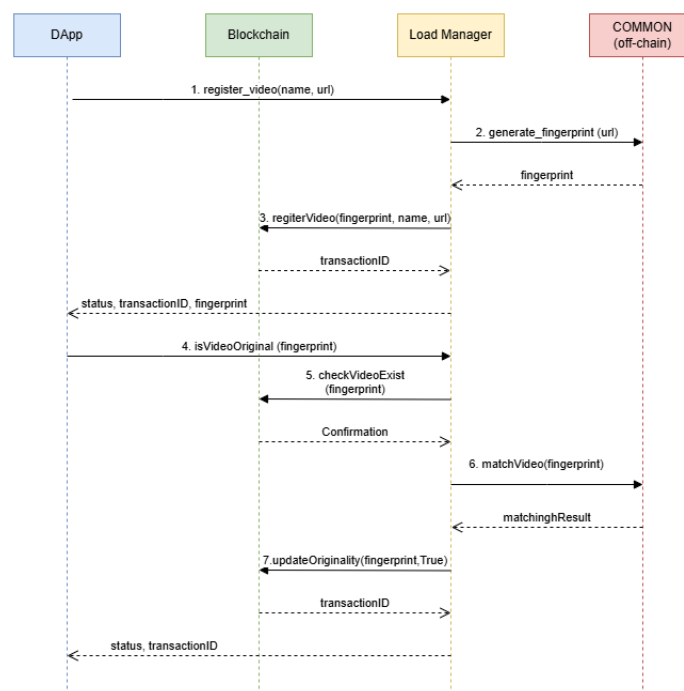 DApp
Blockchain
Load Manager
COMMON
(off-chain)
1. register_video(name, url)
2. generate_fingerprint (url)
fingerprint
3. regiterVideo(fingerprint, name, url)
transactionID
status, transactionID, fingerprint
4. isVideoOriginal (fingerprint)
5. checkVideoExist
(fingerprint)
Confirmation
6. matchVideo(fingerprint)
matchinghResult
7.updateOriginality(fingerprint,True)
transactionID
status, transactionID